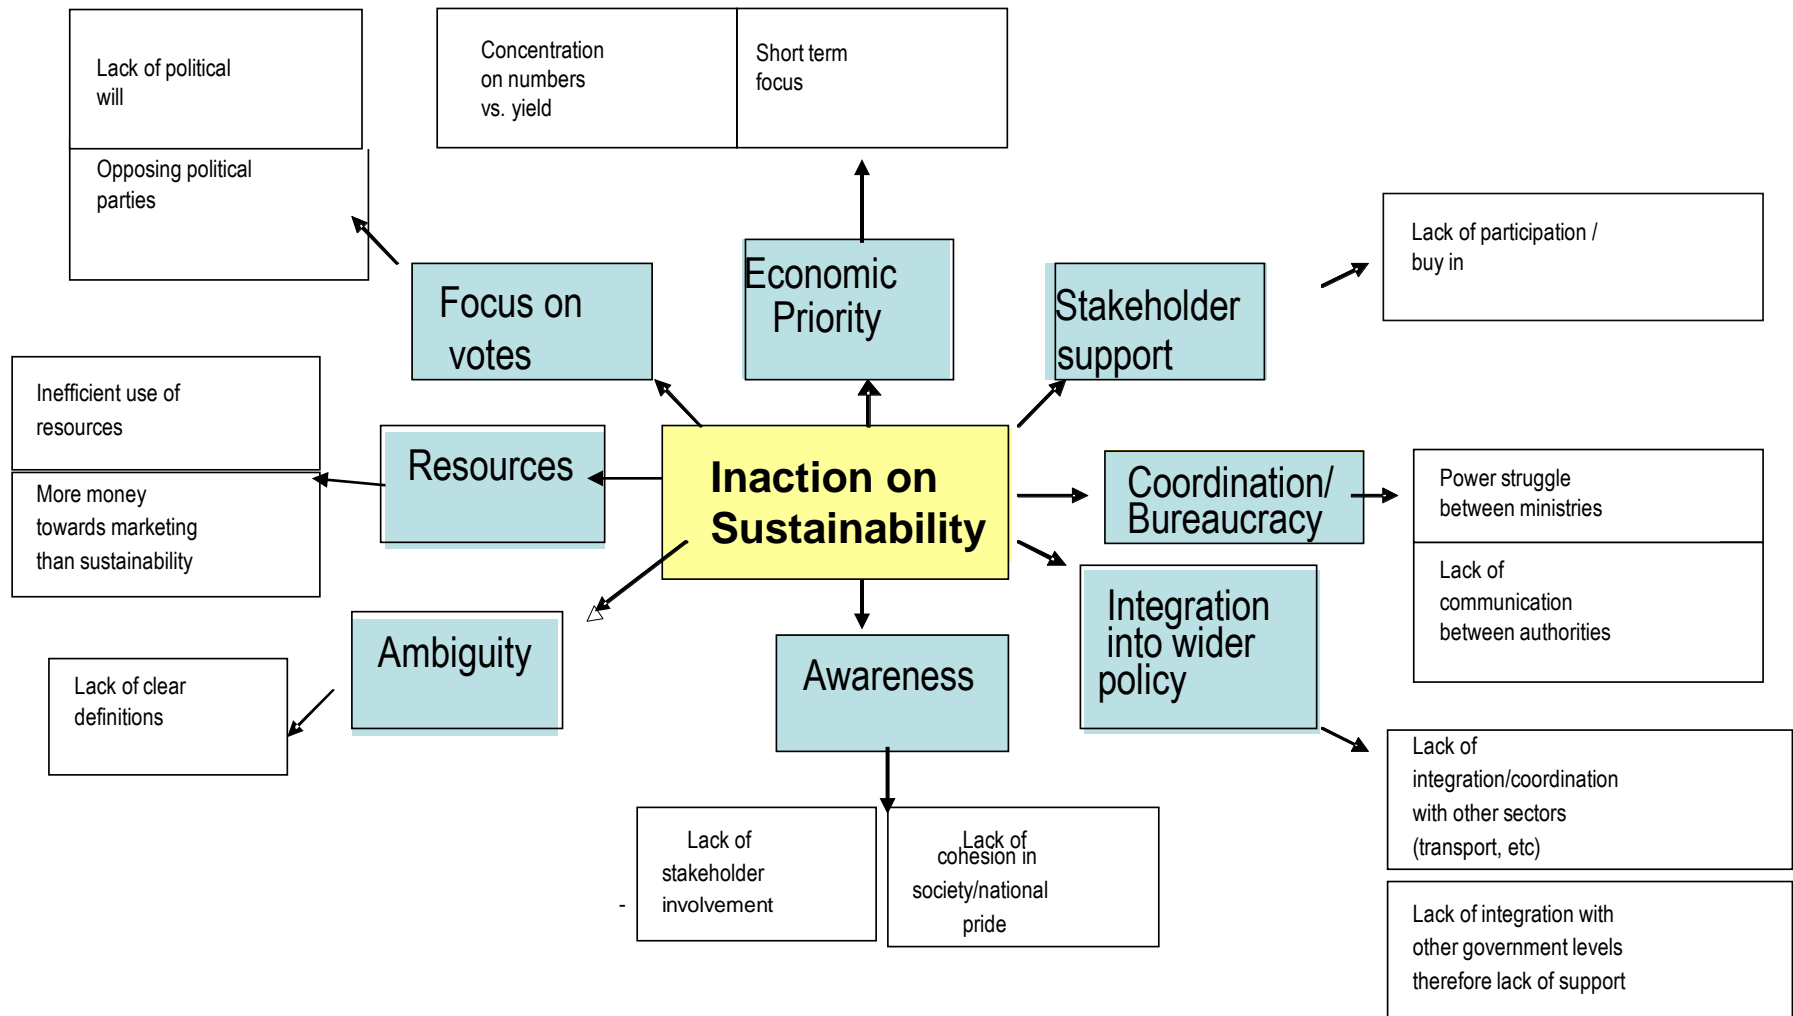 Lack of political
will
Opposing political
parties
Concentration
on numbers
vs. yield
Short term
focus
Lack of participation /
buy in
Focus on
votes
Economic
Priority
Stakeholder
support
Inefficient use of
resources
More money
towards marketing
than sustainability
Resources
Inaction on
Sustainability
Coordination/
Bureaucracy
Power struggle
between ministries
Lack of
communication
between authorities
Ambiguity
Lack of clear
definitions
Awareness
Integration
into wider
policy
Lack of
stakeholder
- involvement
Lack of
cohesion in
society/national
pride
Lack of
integration/coordination
with other sectors
(transport, etc)
Lack of integration with
other government levels
therefore lack of support